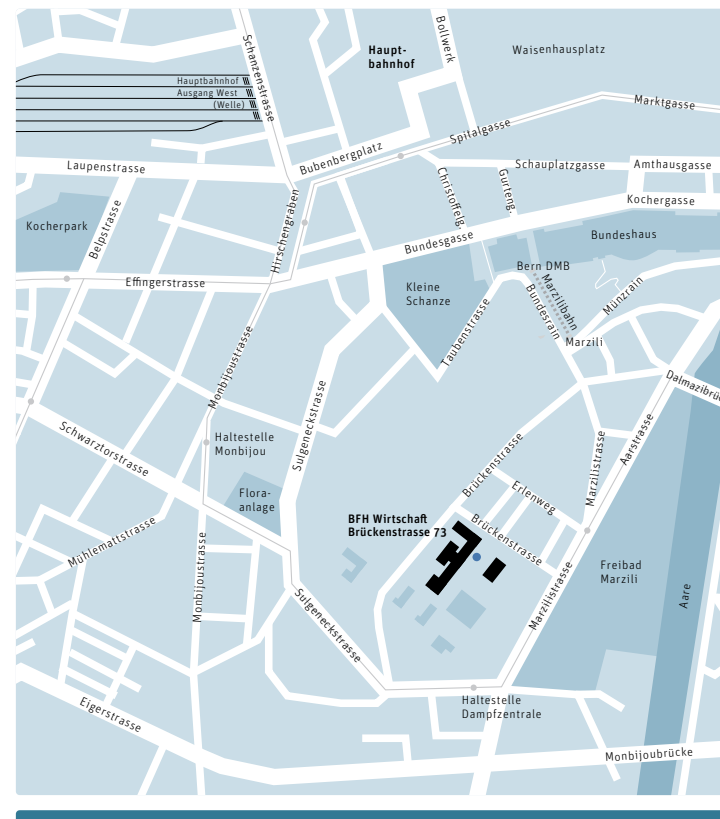 Bollwerk
Haupt-
bahnhof
Waisenhausplatz
Schanzenstrasse
Hauptbahnhof
Ausgang West
(Welle)
Marktgasse
Spitalgasse
Bubenbergplatz
Laupenstrasse
Schauplatzgasse
Amthausgasse
Christoffelg.
Gurteng.
Kochergasse
Hirschengraben
Belpstrasse
Kocherpark
Bundesgasse
Bundeshaus
Effingerstrasse
Bern DMB
Kleine
Schanze
Marzilibahn
Bundesrain
Münzrain
Taubenstrasse
Marzili
Monbijoustrasse
Dalmazibrüc
Sulgeneckstrasse
Aarstrasse
Schwarztorstrasse
Haltestelle
Monbijou
Brückenstrasse
Marzilistrasse
Erlenweg
Flora-
anlage
BFH Wirtschaft
Brückenstrasse 73
Brückenstrasse
Mühlemattstrasse
Monbijoustrasse
Freibad
Marzili
Aare
Marzilistrasse
Sulgeneckstrasse
Haltestelle
Dampfzentrale
Eigerstrasse
Monbijoubrücke